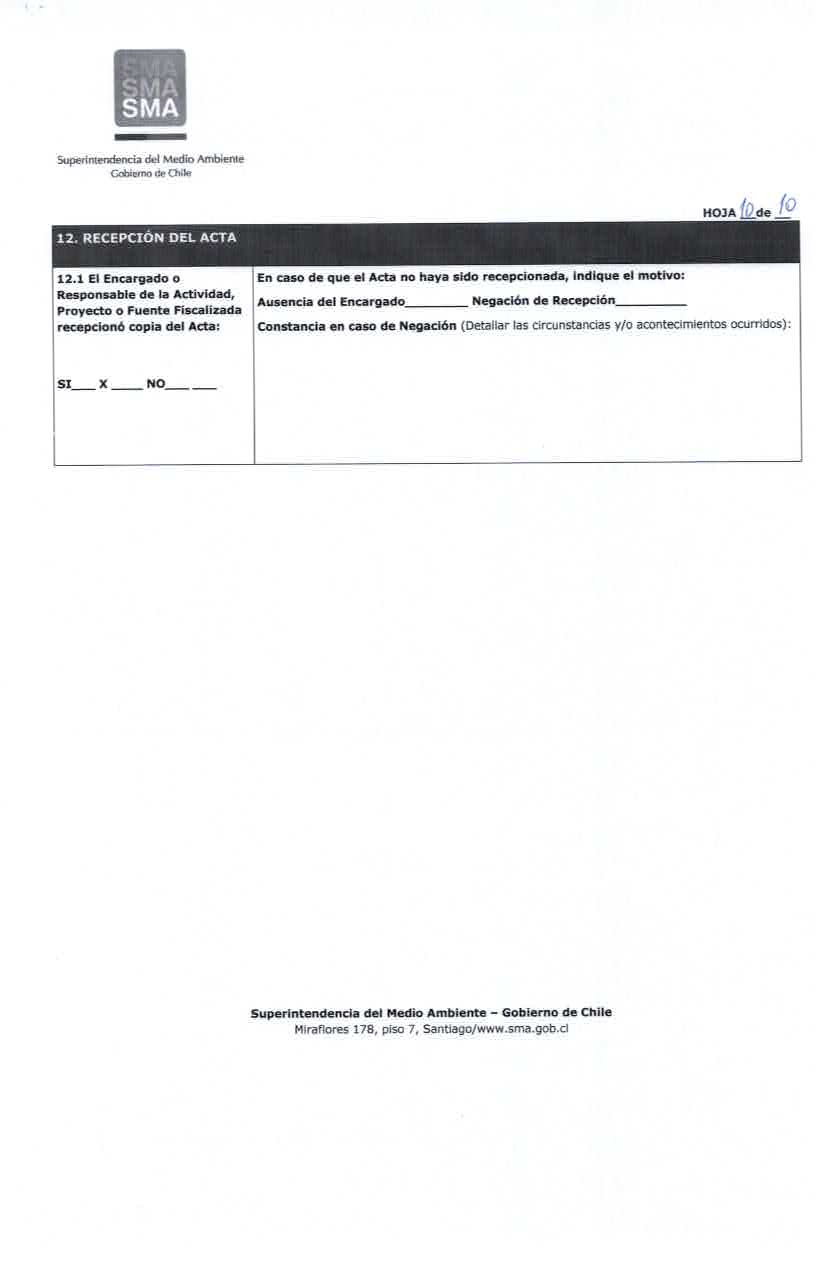 SMA
SMA
SMA
Superintendencia del Medio Ambiente
Gobierno de Chile
HOJA 10 de 10
12. RECEPCIÓN DEL ACTA
12.1 El Encargado o
Responsable de la Actividad,
Proyecto o Fuente Fiscalizada
recepcionó copia del Acta:
SI___ X ____ NO___ ___
En caso de que el Acta no haya sido recepcionada, indique el motivo:
Ausencia del Encargado________ Negación de Recepción_________
Constancia en caso de Negación (Detallar las circunstancias y/o acontecimientos ocurridos):
Superintendencia del Medio Ambiente – Gobierno de Chile
Miraflores 178, piso 7, Santiago/www.sma.gob.cl